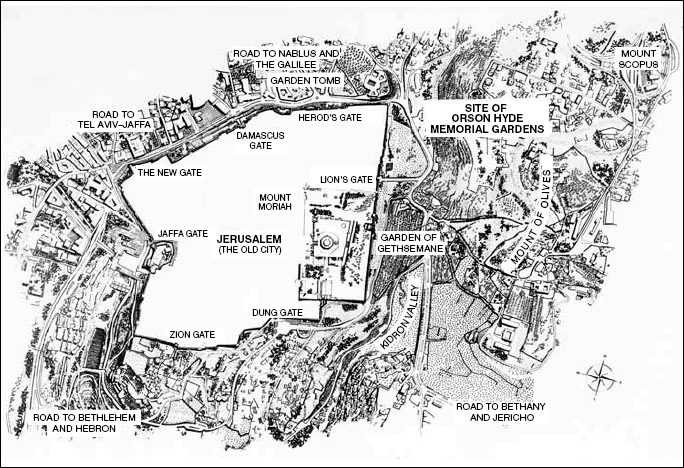 ROAD TO NABLUS AND
THE GALILEE
GARDEN TOMB
MOUNT
SCOPUS
ROAD TO
TEL AVIV–JAFFA
HEROD'S GATE
SITE OF
ORSON HYDE
MEMORIAL GARDENS
DAMASCUS
GATE
THE NEW GATE
LION'S GATE
MOUNT
MORIAH
MOUNT OF OLIVES
JAFFA GATE
JERUSALEM
(THE OLD CITY)
GARDEN OF
GETHSEMANE
DUNG GATE
KIDRON VALLEY
ZION GATE
ROAD TO BETHLEHEM
AND HEBRON
ROAD TO BETHANY
AND JERICHO